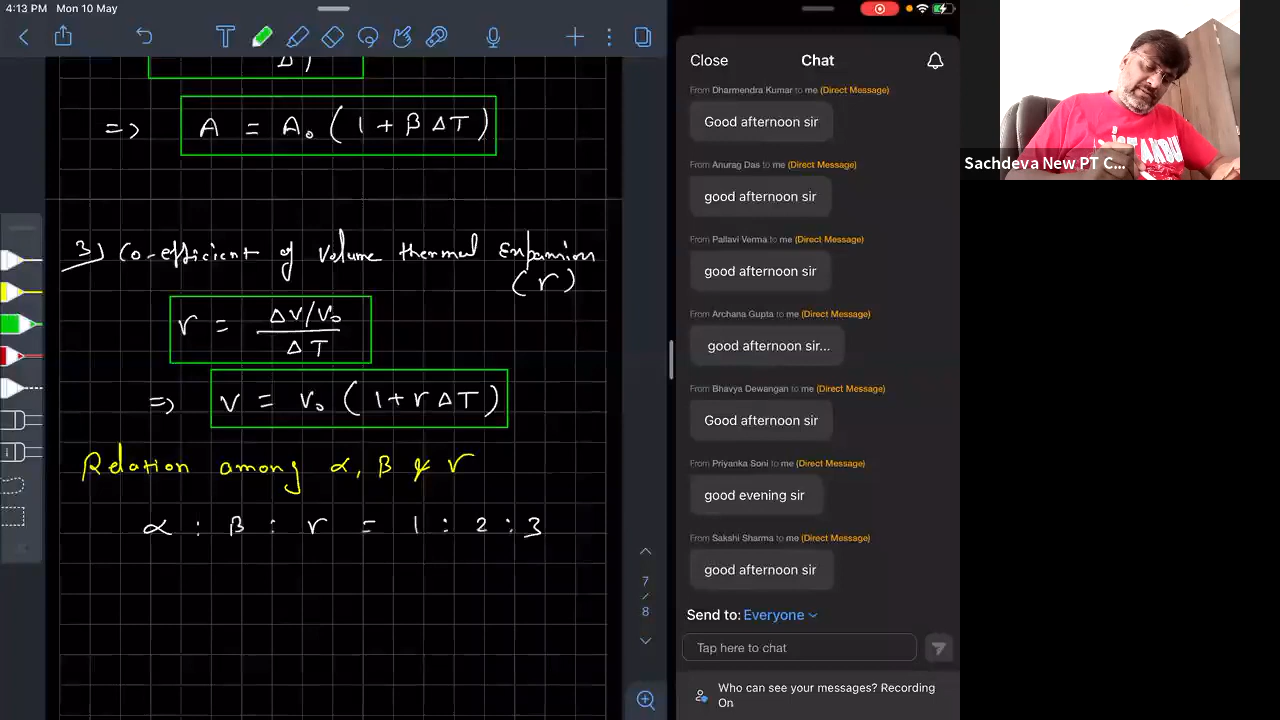 4:13 PM Mon 10 May
ΔT
=> A = A₀ (1 + β ΔT)
3) Co-efficient of volume thermal Expansion
(γ)
γ = ΔV/V₀
ΔT
=> V = V₀ (1 + γ ΔT)
Relation among α, β & γ
α : β : γ = 1 : 2 : 3
7
/
8
Close Chat
From Dharmendra Kumar to me (Direct Message)
Good afternoon sir
From Anurag Das to me (Direct Message)
good afternoon sir
From Pallavi Verma to me (Direct Message)
good afternoon sir
From Archana Gupta to me (Direct Message)
good afternoon sir...
From Bhavya Dewangan to me (Direct Message)
Good afternoon sir
From Priyanka Soni to me (Direct Message)
good evening sir
From Sakshi Sharma to me (Direct Message)
good afternoon sir
Send to: Everyone
Tap here to chat
Who can see your messages? Recording
On
Sachdeva New PT C...